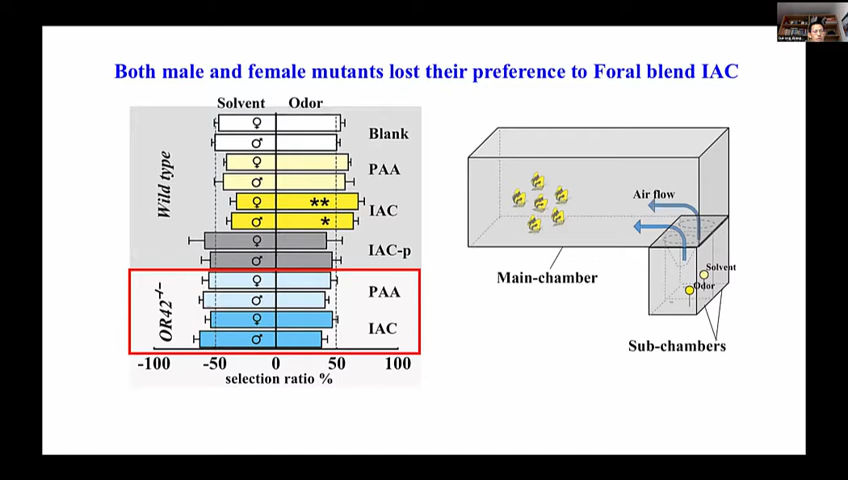 Both male and female mutants lost their preference to Foral blend IAC
Solvent Odor
Wild type
♀ Blank
♂
♀ PAA
♂
♀ ** IAC
♂ *
♀ IAC-p
♂
OR42-/-
♀ PAA
♂
♀ IAC
♂
-100 -50 0 50 100
selection ratio %
Air flow
Solvent
Odor
Main-chamber
Sub-chambers